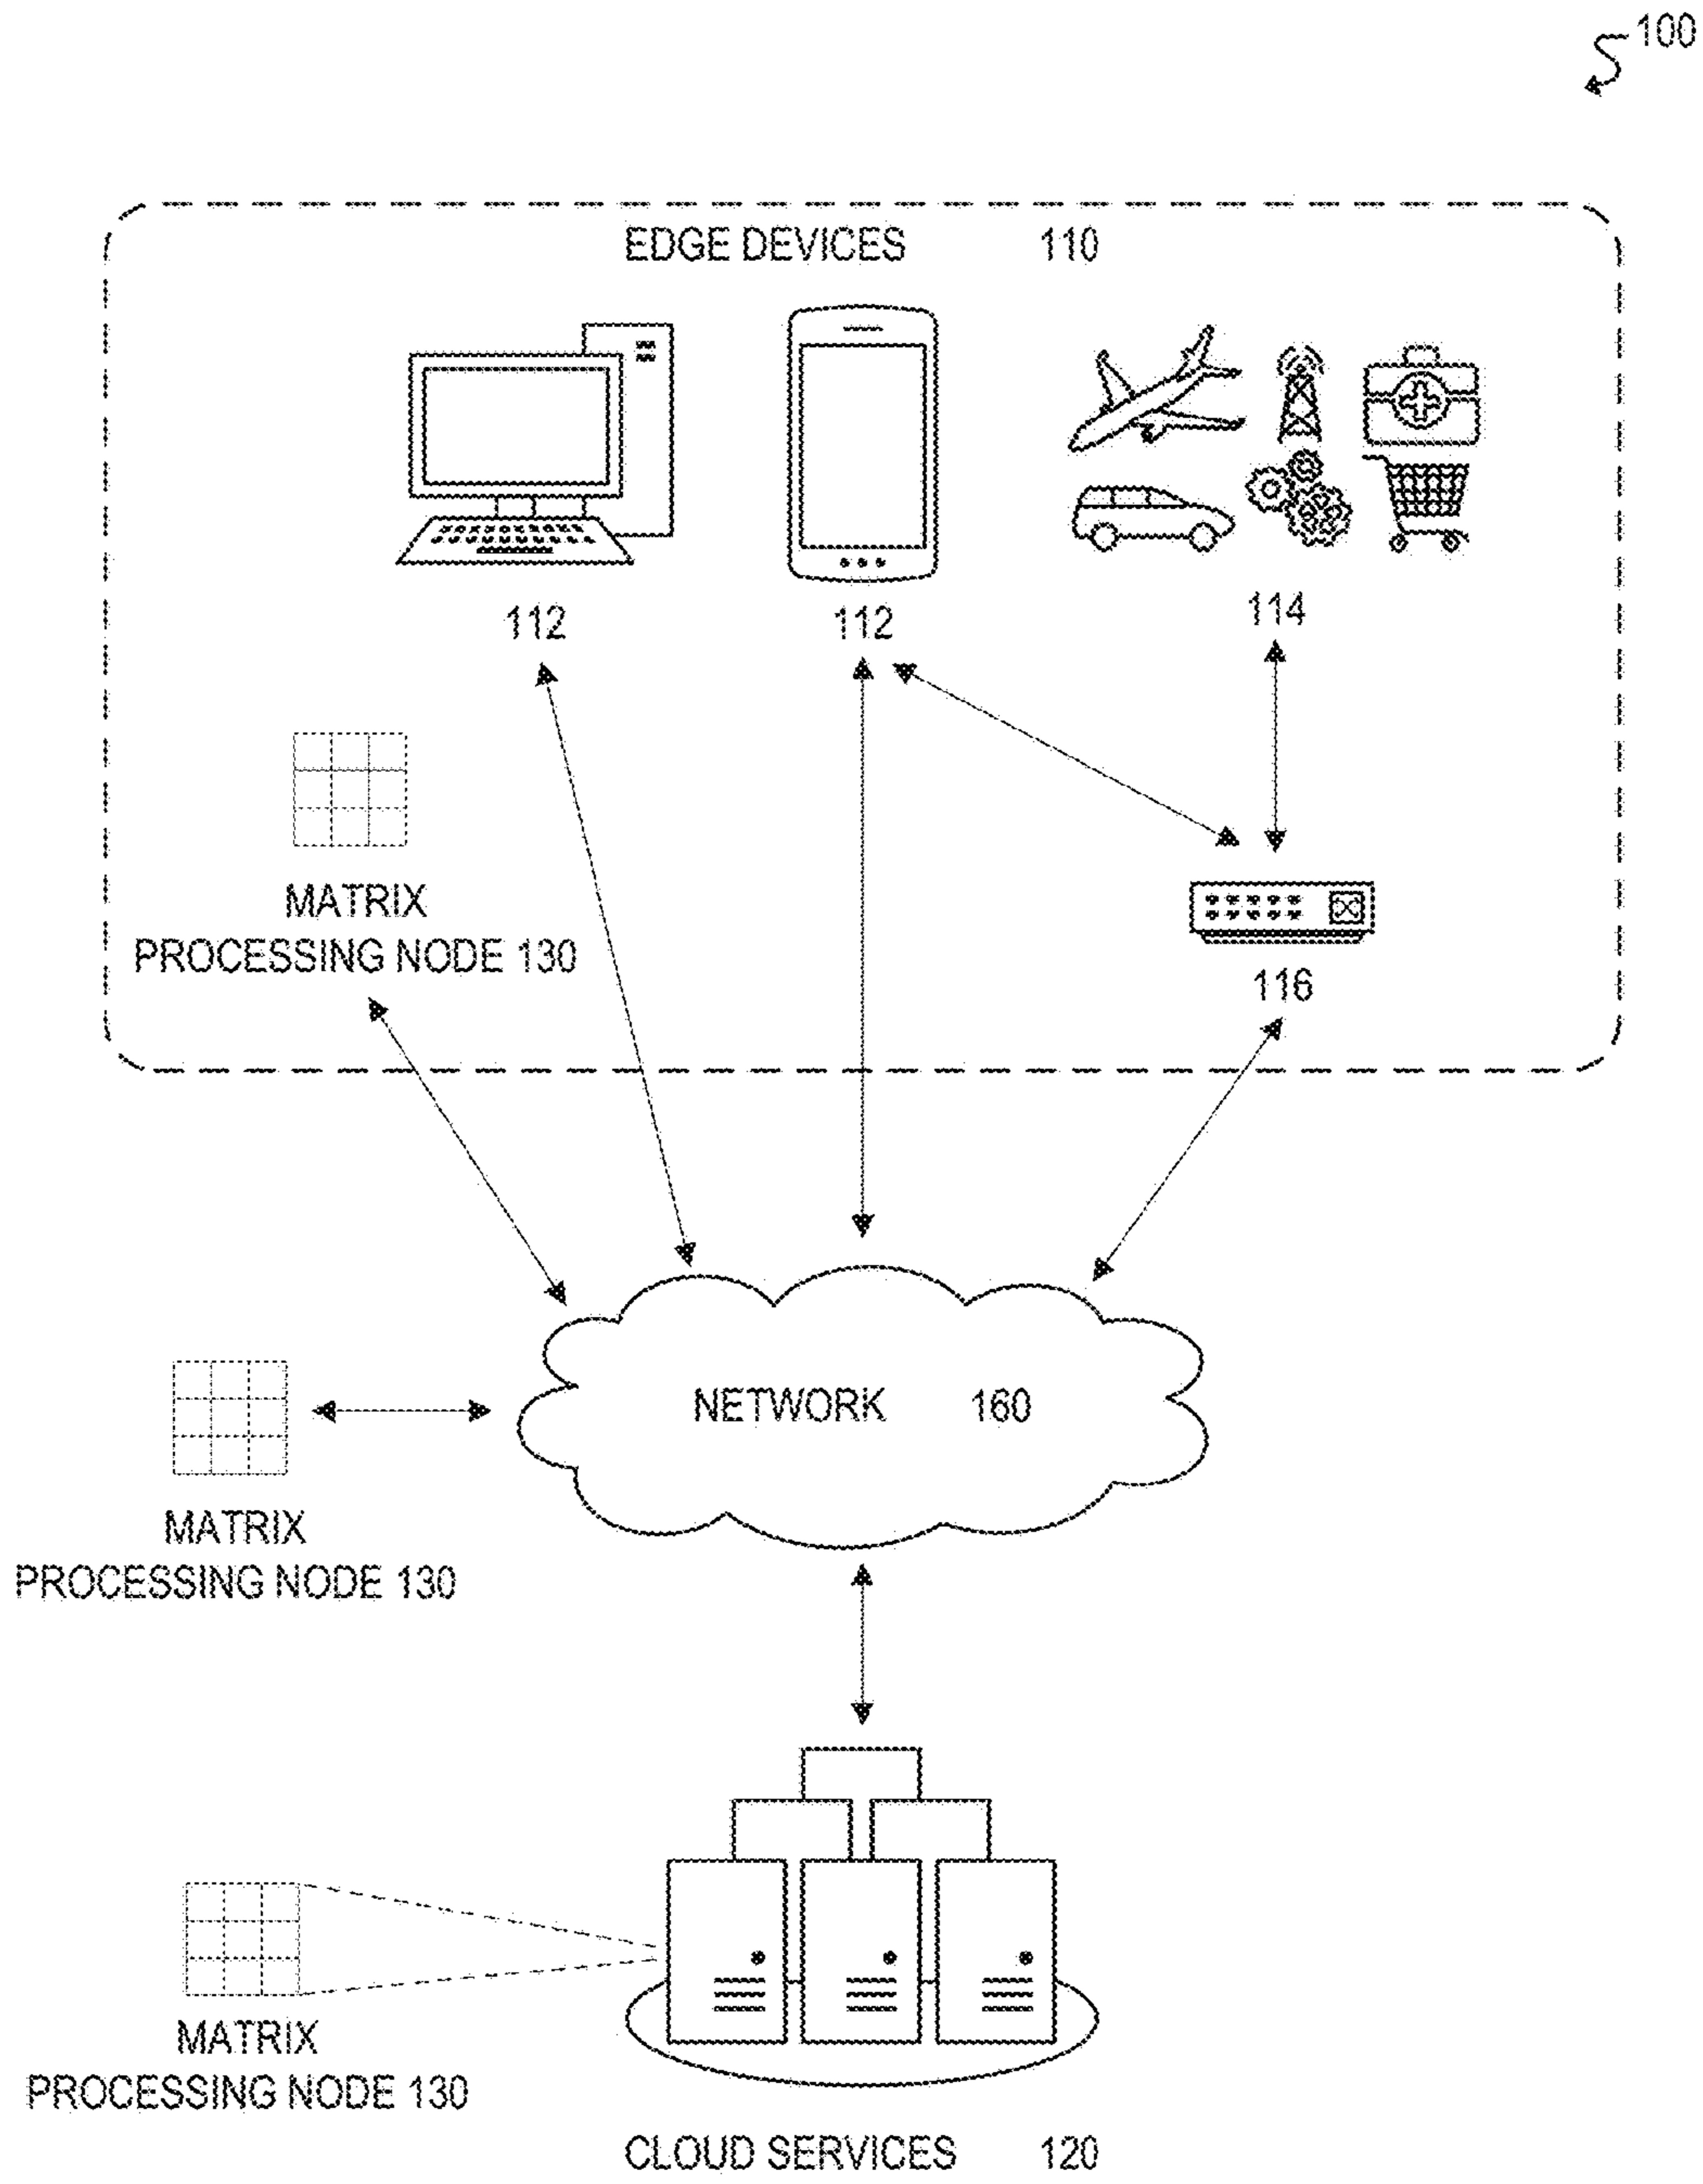 100
EDGE DEVICES 110
112
112
114
MATRIX
PROCESSING NODE 130
116
NETWORK 160
MATRIX
PROCESSING NODE 130
MATRIX
PROCESSING NODE 130
CLOUD SERVICES 120